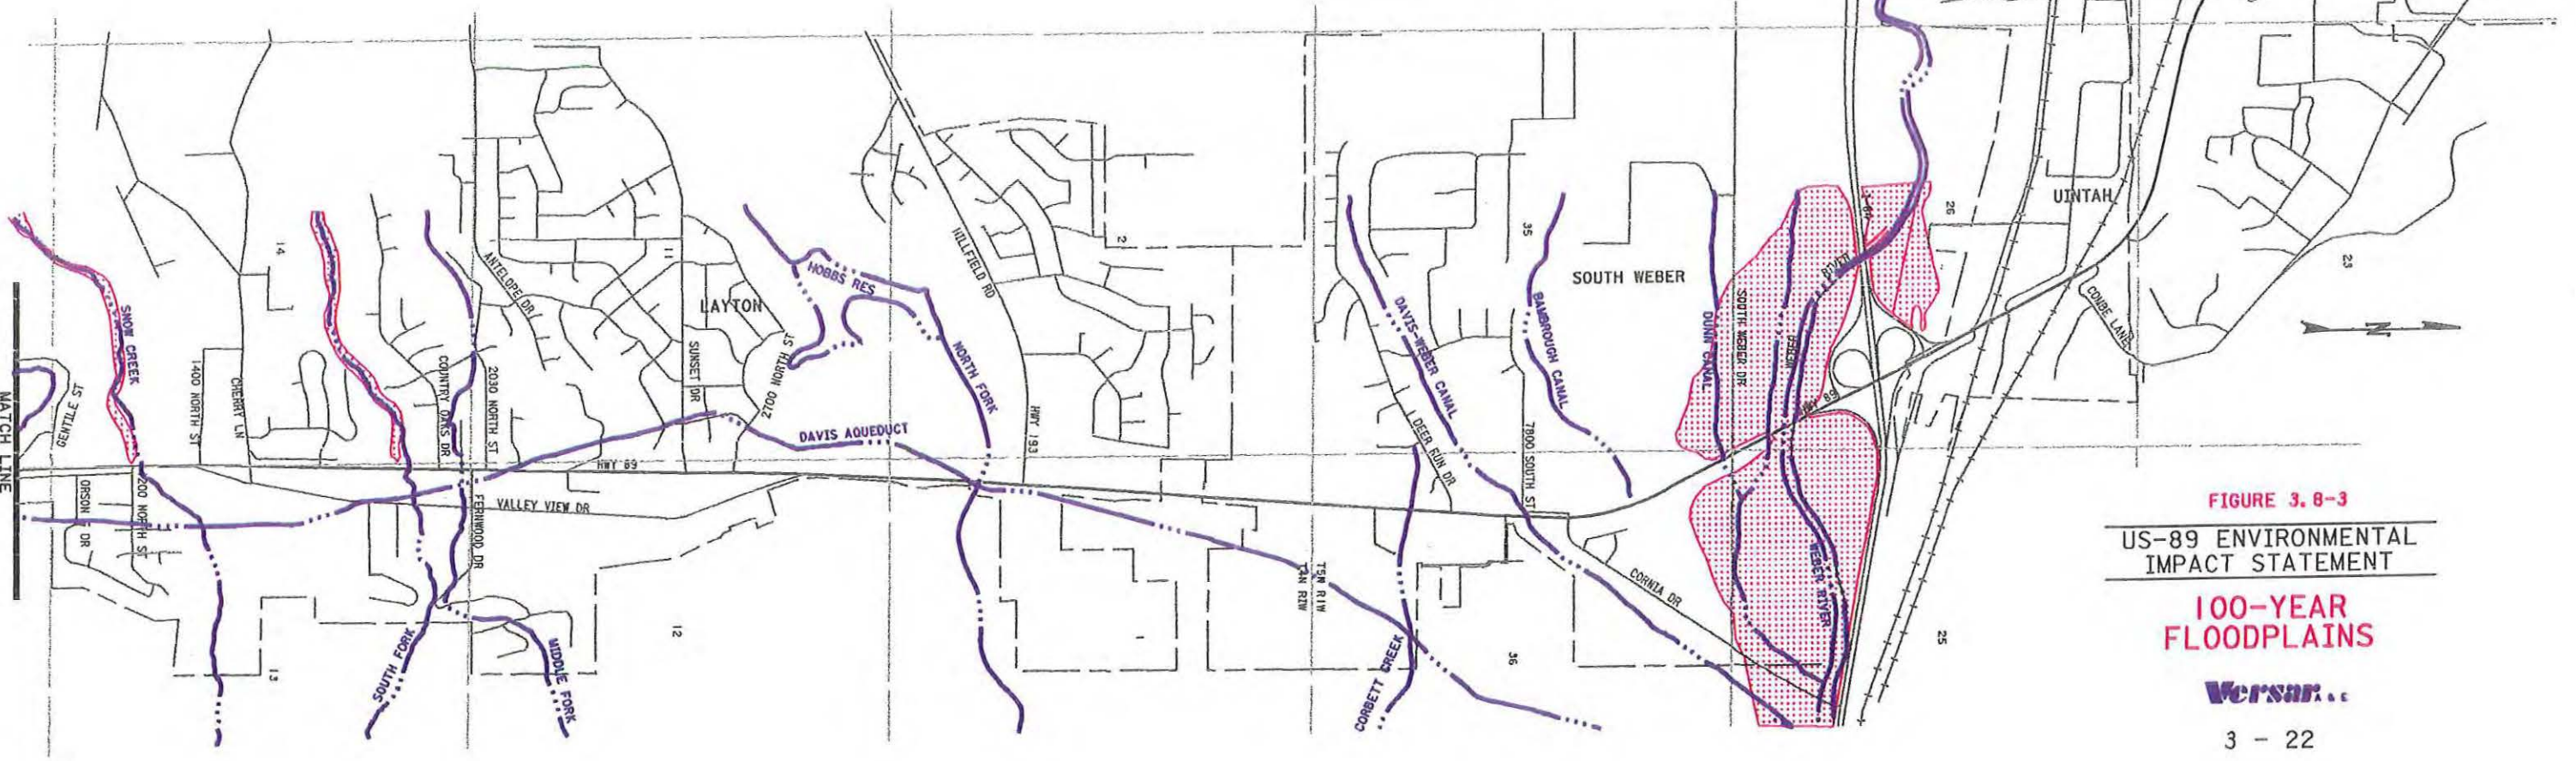 MATCH LINE
GENTILE ST
SNOW CREEK
ORSON
DR
200 NORTH ST
1400 NORTH ST
CHERRY LN
14
13
COUNTRY OAKS DR
2030 NORTH ST
ANTELOPE DR
FERNWOOD DR
VALLEY VIEW DR
HWY 89
SOUTH FORK
MIDDLE FORK
11
12
LAYTON
SUNSET DR
2700 NORTH ST
HOBBS RES
NORTH FORK
DAVIS AQUEDUCT
HILLFIELD RD
HWY 193
2
T5N R1W
T4N R1W
DAVIS-WEBER CANAL
DEER RUN DR
CORBETT CREEK
35
36
BAMBROUGH CANAL
7800 SOUTH ST
CORNIA DR
SOUTH WEBER
DUNN CANAL
SOUTH WEBER DR
RIVER
WEBER
HWY 89
WEBER RIVER
I-84
26
25
UINTAH
COMBE LANE
23
N
FIGURE 3.8-3
US-89 ENVIRONMENTAL
IMPACT STATEMENT
100-YEAR
FLOODPLAINS
Versar A & E
3 - 22